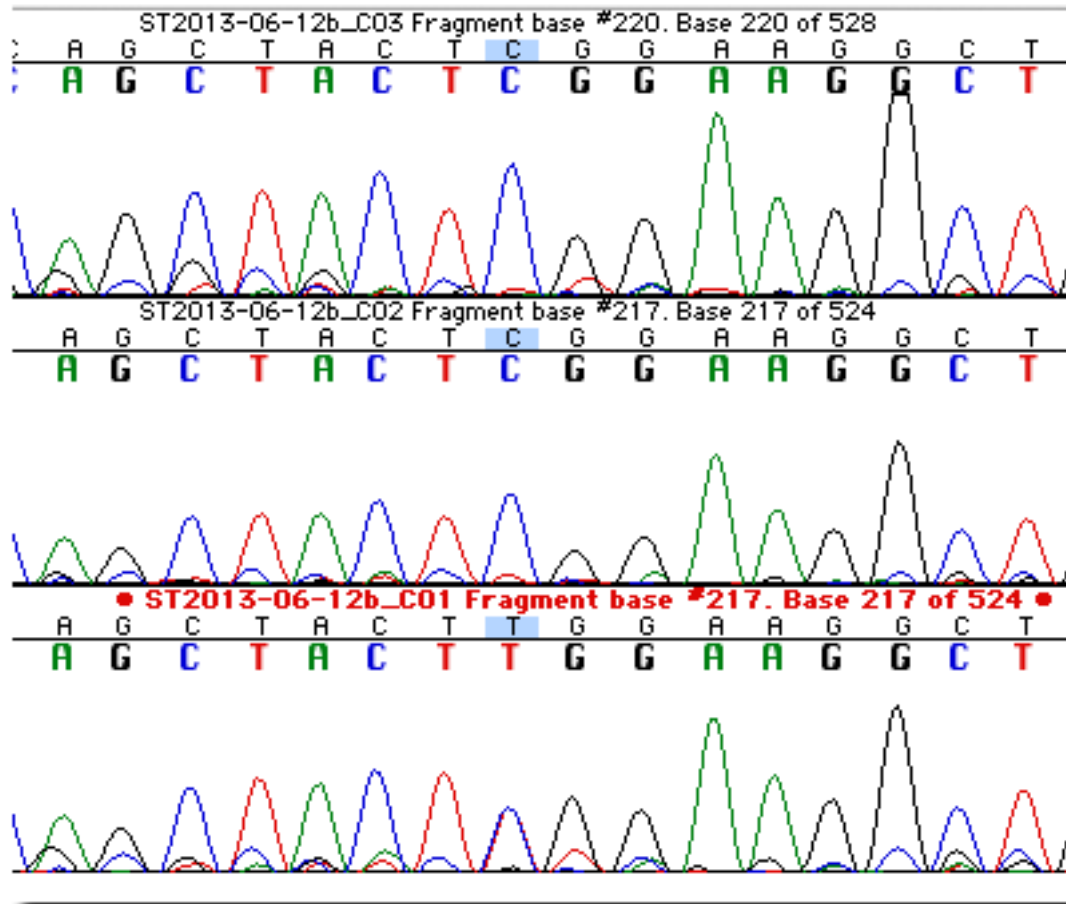 ST2013-06-12b_C03 Fragment base #220. Base 220 of 528
C A G C T A C T C G G A A G G C T
C A G C T A C T C G G A A G G C T
ST2013-06-12b_C02 Fragment base #217. Base 217 of 524
A G C T A C T C G G A A G G C T
A G C T A C T C G G A A G G C T
• ST2013-06-12b_C01 Fragment base #217. Base 217 of 524 •
A G C T A C T T G G A A G G C T
A G C T A C T T G G A A G G C T